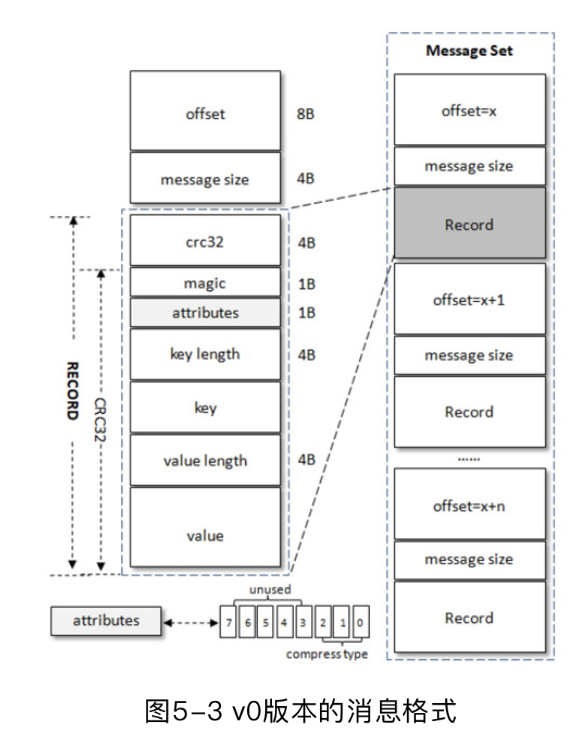 offset
8B
message size
4B
crc32
4B
magic
1B
attributes
1B
key length
4B
key
value length
4B
value
RECORD
CRC32
Message Set
offset=x
message size
Record
offset=x+1
message size
Record
……
offset=x+n
message size
Record
unused
attributes
7 6 5 4 3 2 1 0
compress type
图5-3 v0版本的消息格式